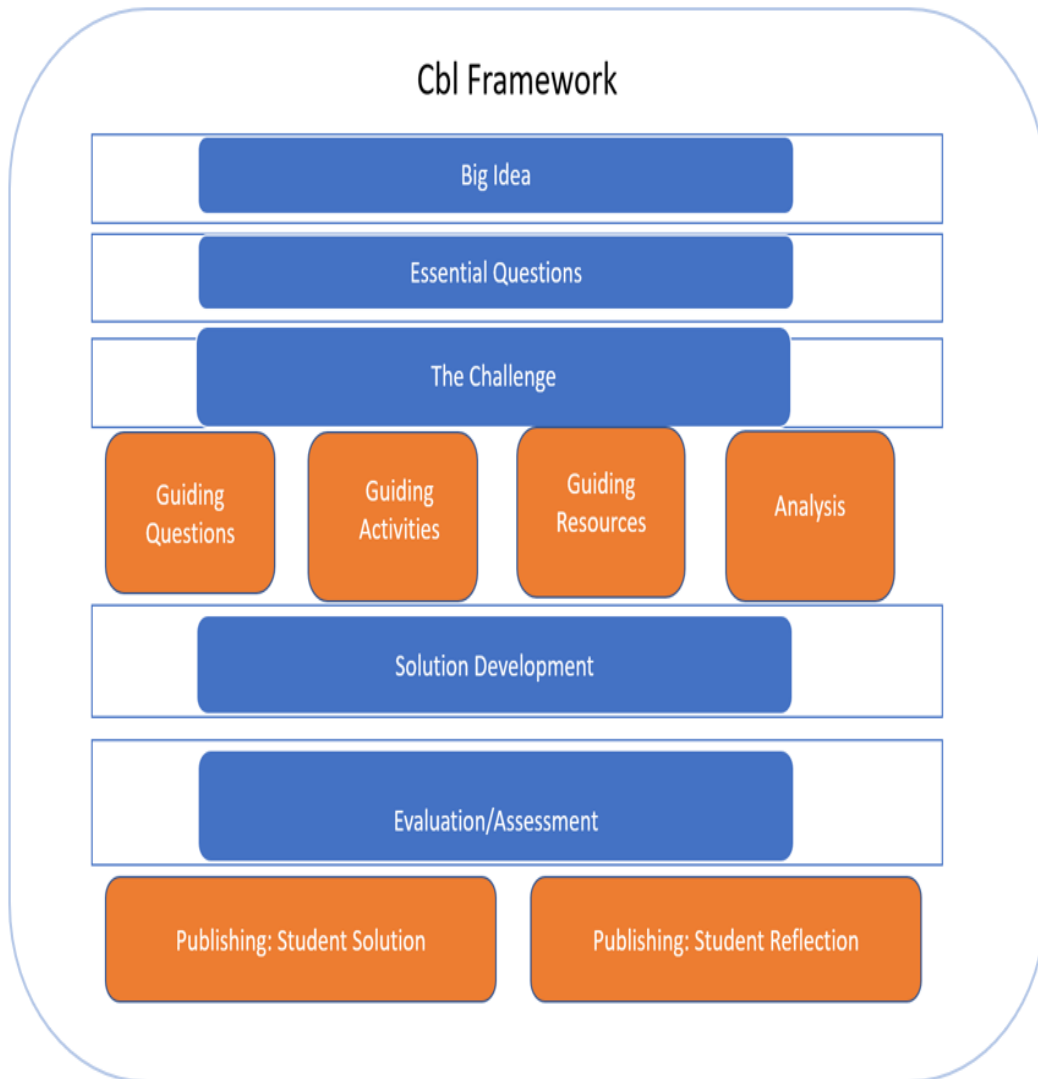 Cbl Framework
Big Idea
Essential Questions
The Challenge
Guiding
Questions
Guiding
Activities
Guiding
Resources
Analysis
Solution Development
Evaluation/Assessment
Publishing: Student Solution
Publishing: Student Reflection